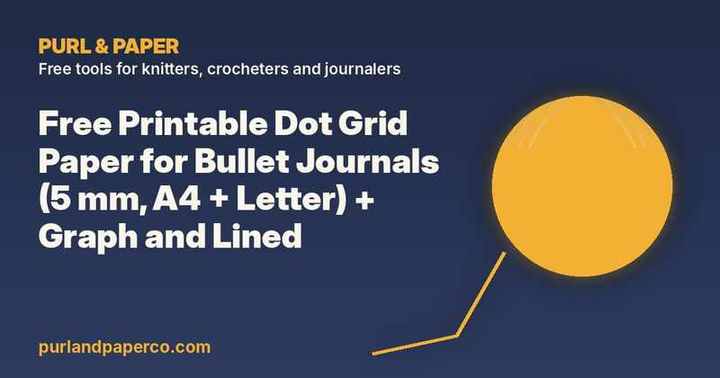 PURL & PAPER
Free tools for knitters, crocheters and journalers
Free Printable Dot Grid
Paper for Bullet Journals
(5 mm, A4 + Letter) +
Graph and Lined
purlandpaperco.com